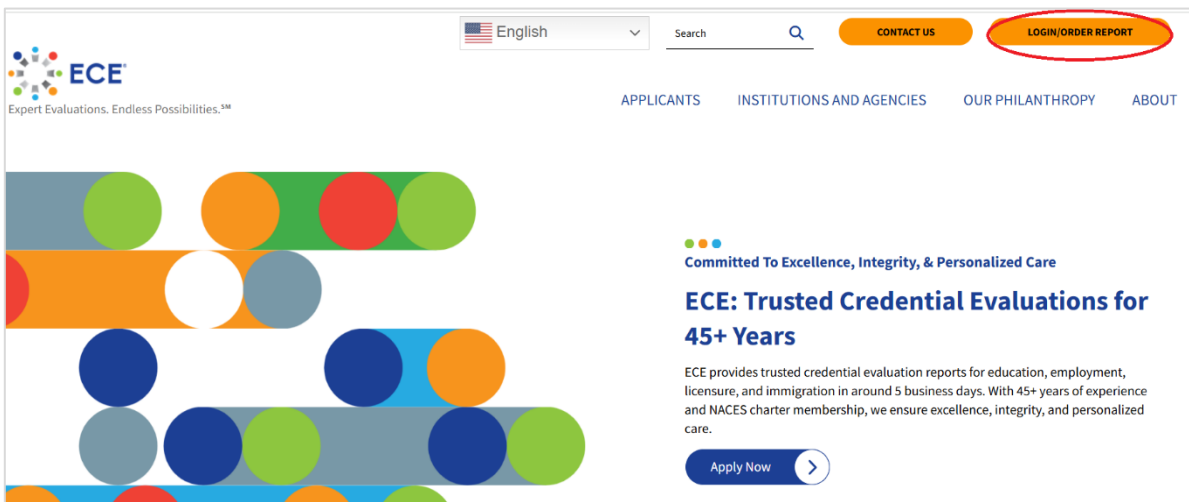 English
Search
CONTACT US
LOGIN/ORDER REPORT
ECE®
Expert Evaluations. Endless Possibilities.℠
APPLICANTS
INSTITUTIONS AND AGENCIES
OUR PHILANTHROPY
ABOUT
Committed To Excellence, Integrity, & Personalized Care
ECE: Trusted Credential Evaluations for
45+ Years
ECE provides trusted credential evaluation reports for education, employment,
licensure, and immigration in around 5 business days. With 45+ years of experience
and NACES charter membership, we ensure excellence, integrity, and personalized
care.
Apply Now